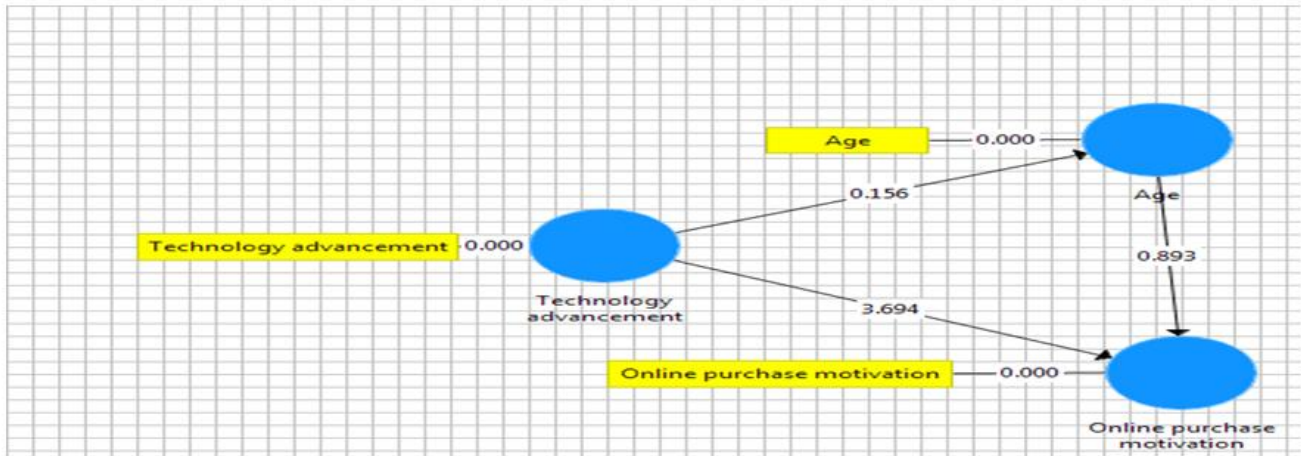 Age
0.000
0.156
Age
Technology advancement
0.000
Technology
advancement
0.893
3.694
Online purchase motivation
0.000
Online purchase
motivation